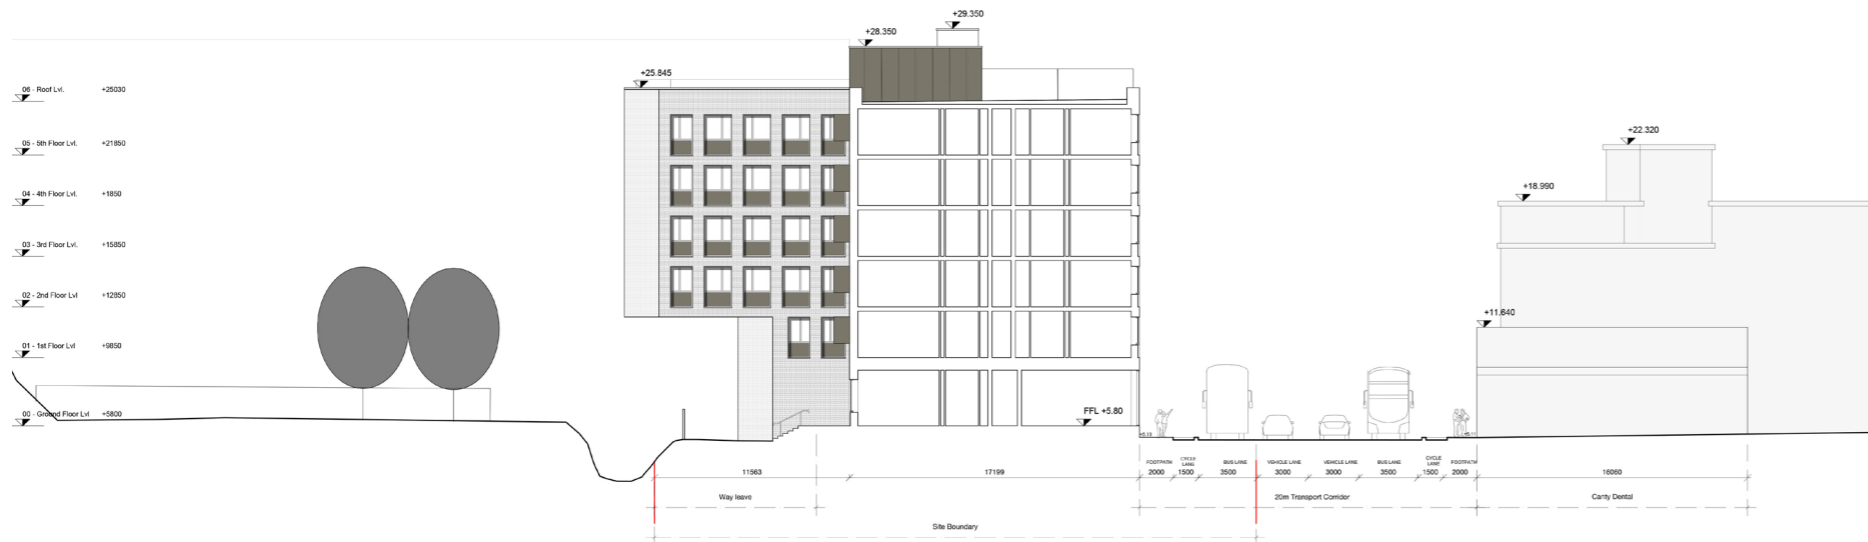 +29.350
+28.350
+25.845
06 - Roof Lvl. +25030
05 - 5th Floor Lvl. +21850
+22.320
04 - 4th Floor Lvl. +1850
+18.990
03 - 3rd Floor Lvl. +15850
02 - 2nd Floor Lvl +12850
+11.640
01 - 1st Floor Lvl +9850
00 - Ground Floor Lvl +5800
FFL +5.80
+5.13
FOOTPATH CYCLE LANE BUS LANE VEHICLE LANE VEHICLE LANE BUS LANE CYCLE LANE FOOTPATH
11563 17199 2000 1500 3500 3000 3000 3500 1500 2000 16060
Way leave 20m Transport Corridor Canty Dental
Site Boundary